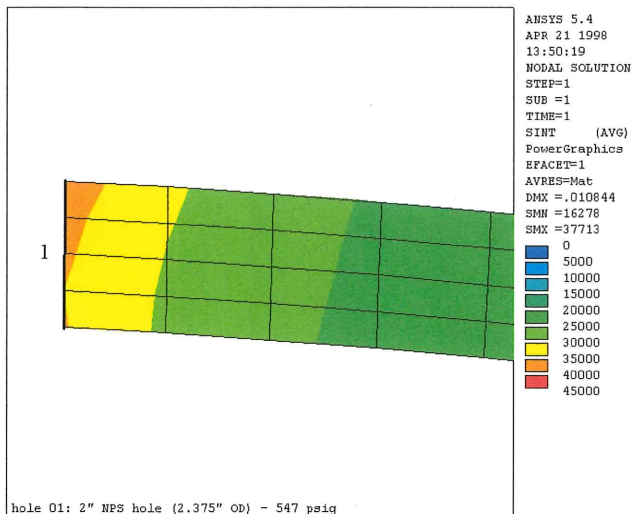 ANSYS 5.4
APR 21 1998
13:50:19
NODAL SOLUTION
STEP=1
SUB =1
TIME=1
SINT (AVG)
PowerGraphics
EFACET=1
AVRES=Mat
DMX =.010844
SMN =16278
SMX =37713
0
5000
10000
15000
20000
25000
30000
35000
40000
45000
1
hole 01: 2" NPS hole (2.375" OD) - 547 psig